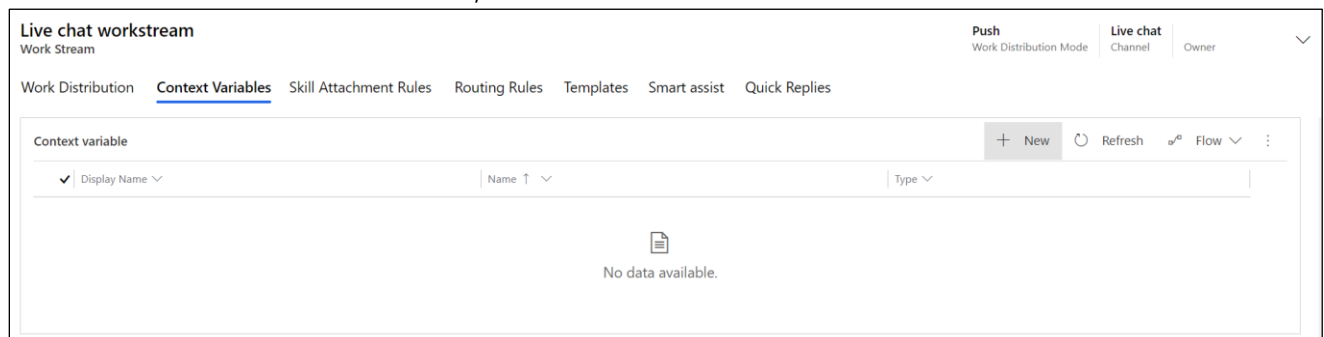 Live chat workstream
Work Stream
Push
Work Distribution Mode
Live chat
Channel
Owner
Work Distribution Context Variables Skill Attachment Rules Routing Rules Templates Smart assist Quick Replies
Context variable
New Refresh Flow
Display Name Name Type
No data available.